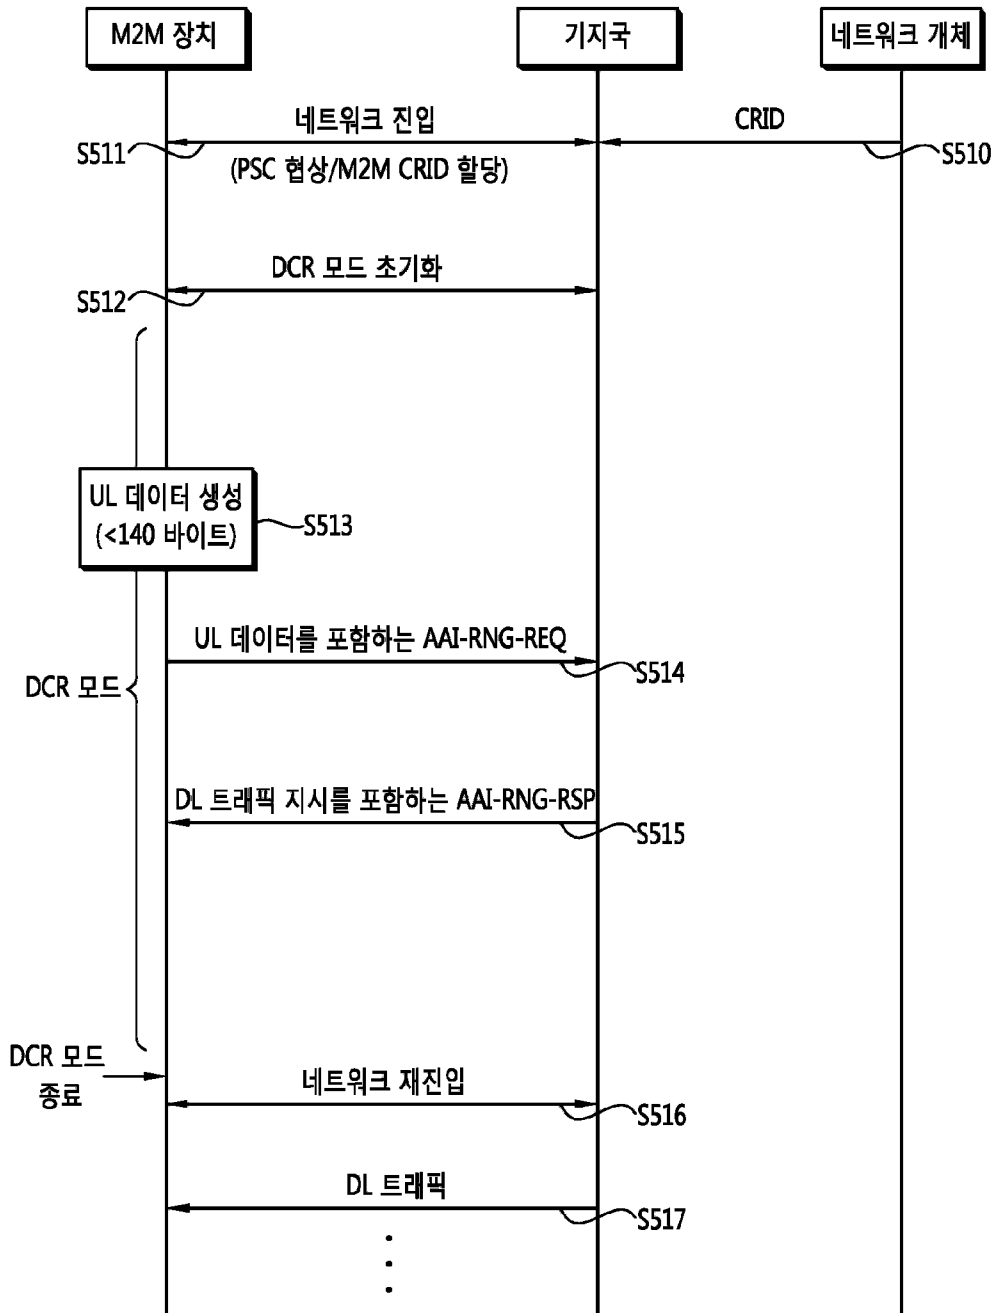 M2M 장치
기지국
네트워크 개체
네트워크 진입
CRID
S511
(PSC 협상/M2M CRID 할당)
S510
DCR 모드 초기화
S512
UL 데이터 생성
(<140 바이트)
S513
UL 데이터를 포함하는 AAI-RNG-REQ
S514
DCR 모드
DL 트래픽 지시를 포함하는 AAI-RNG-RSP
S515
DCR 모드
종료
네트워크 재진입
S516
DL 트래픽
S517